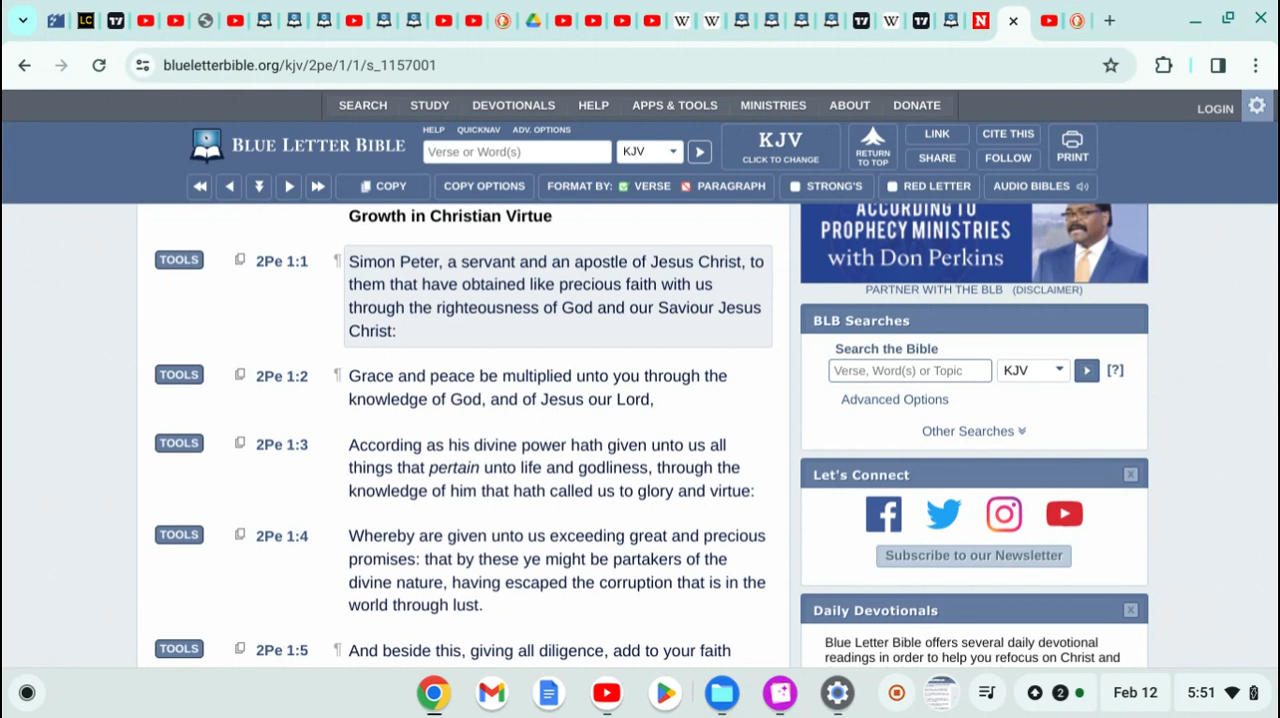 LC
W
W
N
blueletterbible.org/kjv/2pe/1/1/s_1157001
SEARCH STUDY DEVOTIONALS HELP APPS & TOOLS MINISTRIES ABOUT DONATE LOGIN
BLUE LETTER BIBLE
HELP QUICKNAV ADV. OPTIONS
Verse or Word(s) KJV
KJV
CLICK TO CHANGE
RETURN
TO TOP
LINK CITE THIS
SHARE FOLLOW
PRINT
COPY COPY OPTIONS FORMAT BY: VERSE PARAGRAPH STRONG'S RED LETTER AUDIO BIBLES
Growth in Christian Virtue
TOOLS 2Pe 1:1 ¶ Simon Peter, a servant and an apostle of Jesus Christ, to
them that have obtained like precious faith with us
through the righteousness of God and our Saviour Jesus
Christ:
TOOLS 2Pe 1:2 ¶ Grace and peace be multiplied unto you through the
knowledge of God, and of Jesus our Lord,
TOOLS 2Pe 1:3 According as his divine power hath given unto us all
things that pertain unto life and godliness, through the
knowledge of him that hath called us to glory and virtue:
TOOLS 2Pe 1:4 Whereby are given unto us exceeding great and precious
promises: that by these ye might be partakers of the
divine nature, having escaped the corruption that is in the
world through lust.
TOOLS 2Pe 1:5 ¶ And beside this, giving all diligence, add to your faith
ACCORDING TO
PROPHECY MINISTRIES
with Don Perkins
PARTNER WITH THE BLB (DISCLAIMER)
BLB Searches
Search the Bible
Verse, Word(s) or Topic KJV [?]
Advanced Options
Other Searches
Let's Connect
Subscribe to our Newsletter
Daily Devotionals
Blue Letter Bible offers several daily devotional
readings in order to help you refocus on Christ and
2 Feb 12 5:51